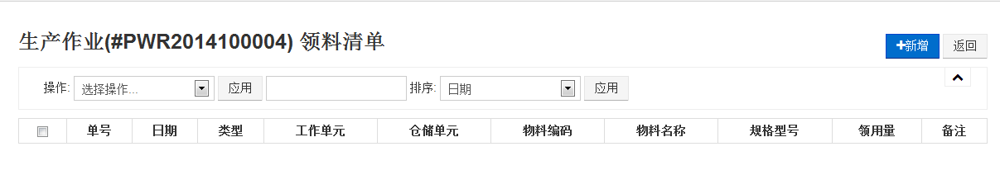 生产作业(#PWR2014100004) 领料清单
新增 返回
操作: 选择操作... 应用 排序: 日期 应用
单号 日期 类型 工作单元 仓储单元 物料编码 物料名称 规格型号 领用量 备注